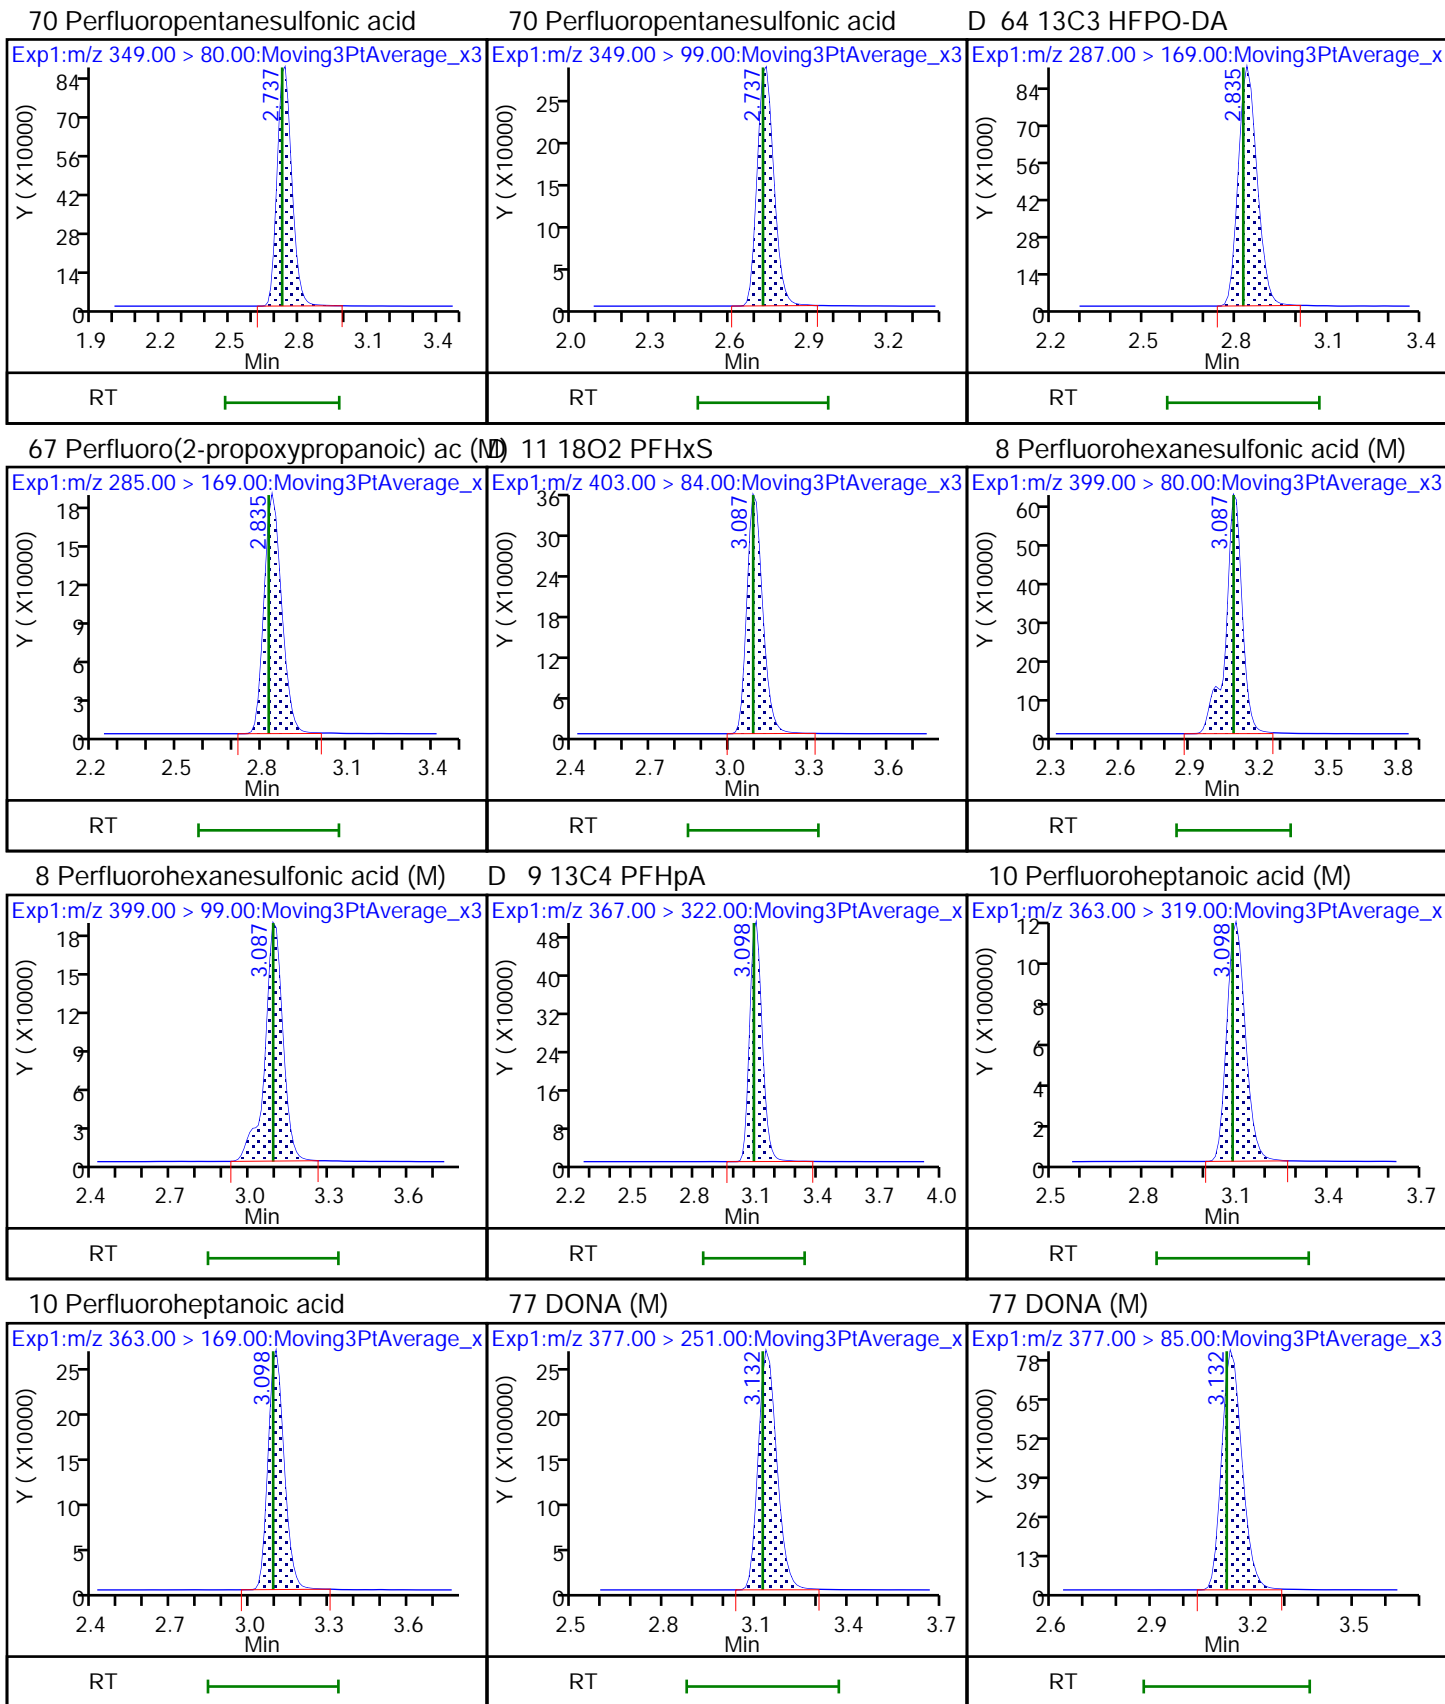 70 Perfluoropentanesulfonic acid
Exp1:m/z 349.00 > 80.00:Moving3PtAverage_x3
2.737
Y ( X10000)
84
70
56
42
28
14
0
1.9 2.2 2.5 2.8 3.1 3.4
Min
RT
70 Perfluoropentanesulfonic acid
Exp1:m/z 349.00 > 99.00:Moving3PtAverage_x3
2.737
Y ( X10000)
25
20
15
10
5
0
2.0 2.3 2.6 2.9 3.2
Min
RT
D 64 13C3 HFPO-DA
Exp1:m/z 287.00 > 169.00:Moving3PtAverage_x
2.835
Y ( X1000)
84
70
56
42
28
14
0
2.2 2.5 2.8 3.1 3.4
Min
RT
67 Perfluoro(2-propoxypropanoic) ac (M)
Exp1:m/z 285.00 > 169.00:Moving3PtAverage_x
2.835
Y ( X10000)
18
15
12
9
6
3
0
2.2 2.5 2.8 3.1 3.4
Min
RT
D 11 18O2 PFHxS
Exp1:m/z 403.00 > 84.00:Moving3PtAverage_x3
3.087
Y ( X10000)
36
30
24
18
12
6
0
2.4 2.7 3.0 3.3 3.6
Min
RT
8 Perfluorohexanesulfonic acid (M)
Exp1:m/z 399.00 > 80.00:Moving3PtAverage_x3
3.087
Y ( X10000)
60
50
40
30
20
10
0
2.3 2.6 2.9 3.2 3.5 3.8
Min
RT
8 Perfluorohexanesulfonic acid (M)
Exp1:m/z 399.00 > 99.00:Moving3PtAverage_x3
3.087
Y ( X10000)
18
15
12
9
6
3
0
2.4 2.7 3.0 3.3 3.6
Min
RT
D 9 13C4 PFHpA
Exp1:m/z 367.00 > 322.00:Moving3PtAverage_x
3.098
Y ( X10000)
48
40
32
24
16
8
0
2.2 2.5 2.8 3.1 3.4 3.7 4.0
Min
RT
10 Perfluoroheptanoic acid (M)
Exp1:m/z 363.00 > 319.00:Moving3PtAverage_x
3.098
Y ( X100000)
12
10
8
6
4
2
0
2.5 2.8 3.1 3.4 3.7
Min
RT
10 Perfluoroheptanoic acid
Exp1:m/z 363.00 > 169.00:Moving3PtAverage_x
3.098
Y ( X10000)
25
20
15
10
5
0
2.4 2.7 3.0 3.3 3.6
Min
RT
77 DONA (M)
Exp1:m/z 377.00 > 251.00:Moving3PtAverage_x
3.132
Y ( X100000)
25
20
15
10
5
0
2.5 2.8 3.1 3.4 3.7
Min
RT
77 DONA (M)
Exp1:m/z 377.00 > 85.00:Moving3PtAverage_x3
3.132
Y ( X10000)
78
65
52
39
26
13
0
2.6 2.9 3.2 3.5
Min
RT